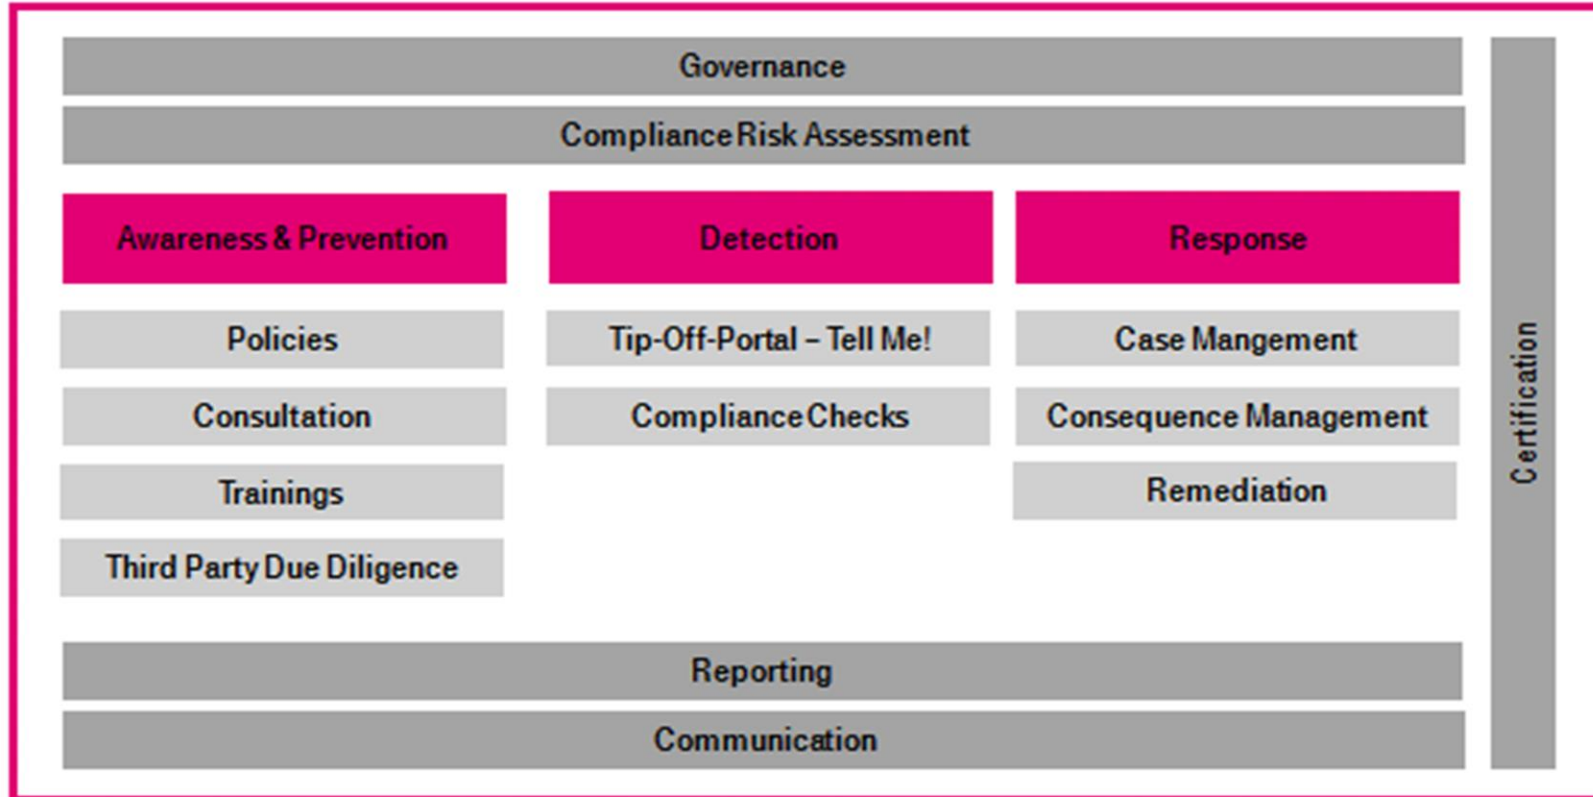 Governance
Compliance Risk Assessment
Awareness & Prevention
Policies
Consultation
Trainings
Third Party Due Diligence
Detection
Tip-Off-Portal – Tell Me!
Compliance Checks
Response
Case Mangement
Consequence Management
Remediation
Reporting
Communication
Certification